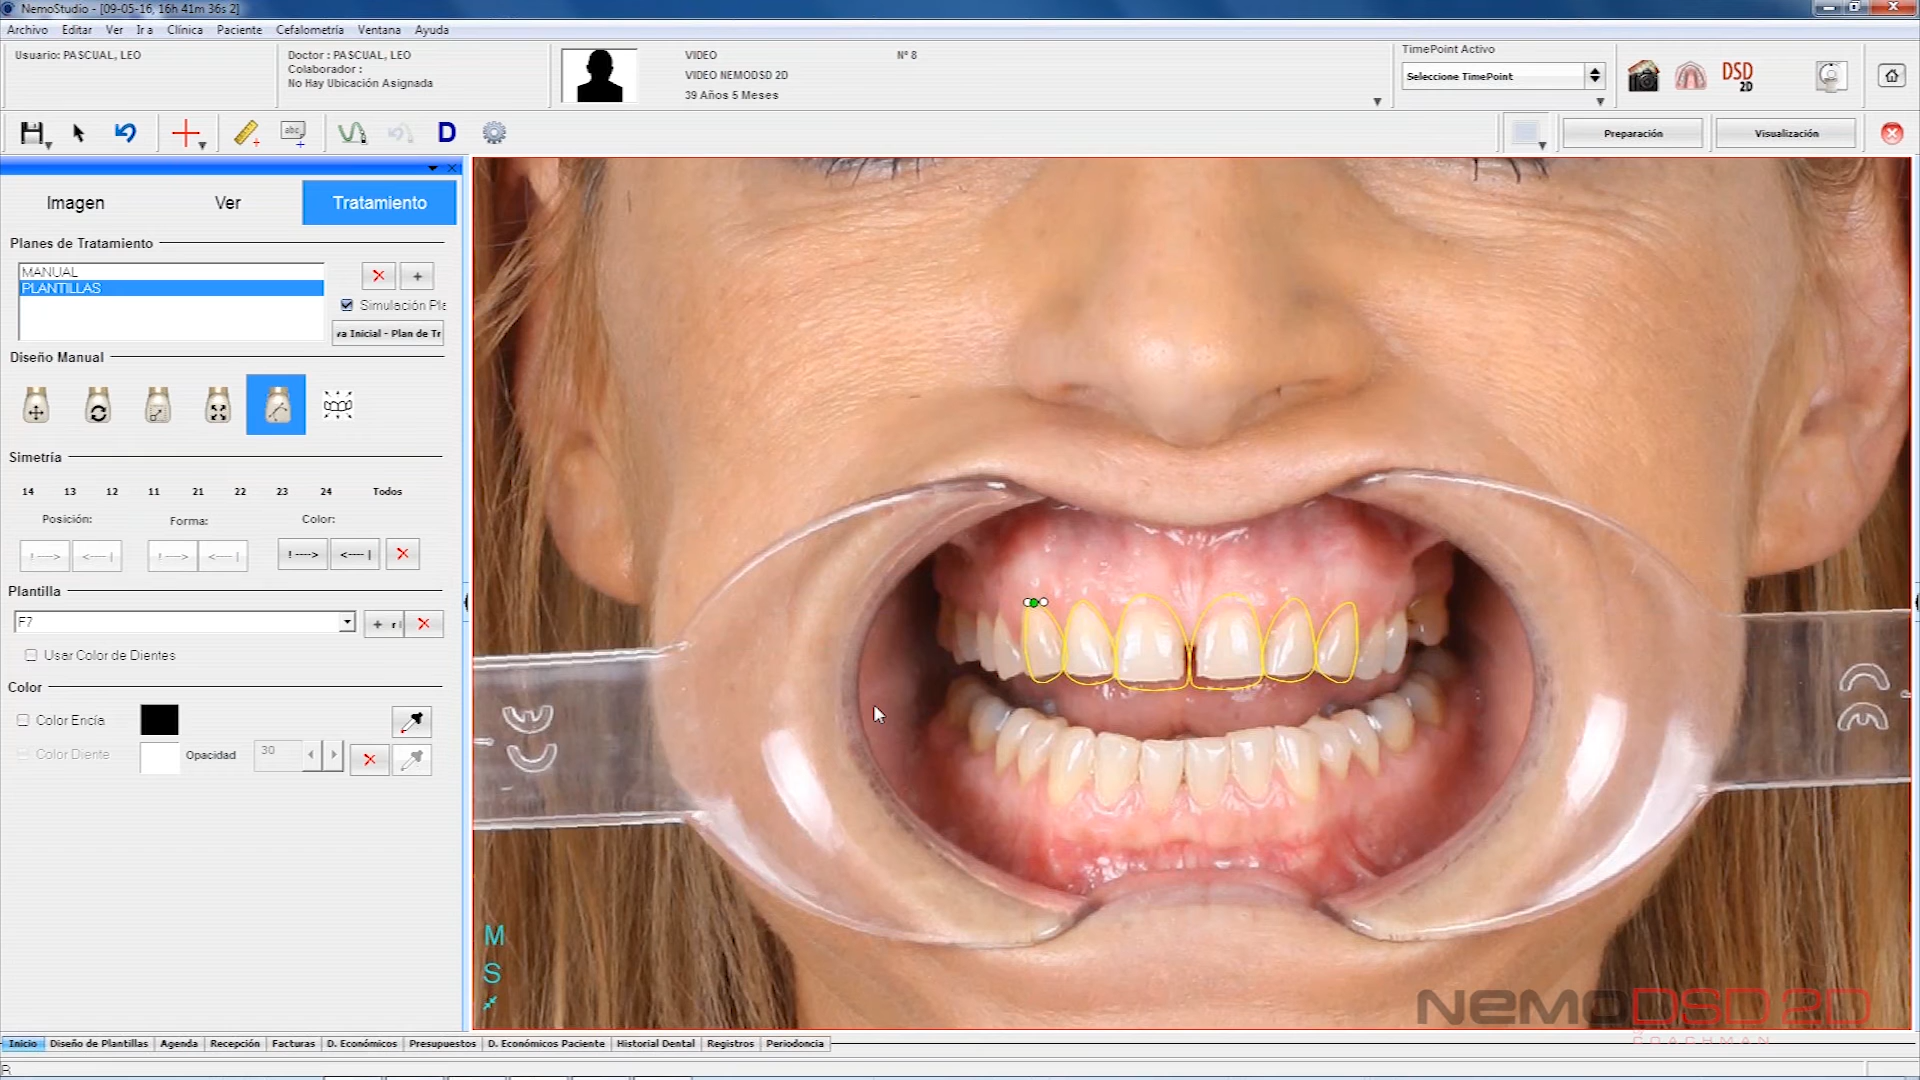 NemoStudio - [09-05-16, 16h 41m 36s 2]
Archivo Editar Ver Ir a Clínica Paciente Cefalometría Ventana Ayuda
Usuario: PASCUAL, LEO
Doctor : PASCUAL, LEO
Colaborador :
No Hay Ubicación Asignada
VIDEO
Nº 8
VIDEO NEMODSD 2D
39 Años 5 Meses
TimePoint Activo
Seleccione TimePoint
DSD
2D
abc
D
Preparación
Visualización
Imagen
Ver
Tratamiento
Planes de Tratamiento
MANUAL
PLANTILLAS
Simulación Pla
va Inicial - Plan de Tr
Diseño Manual
Simetría
14 13 12 11 21 22 23 24 Todos
Posición: Forma: Color:
Plantilla
F7
Usar Color de Dientes
Color
Color Encía
Color Diente
Opacidad
30
M
S
NemoDSD 2D
COACHMAN
Inicio Diseño de Plantillas Agenda Recepción Facturas D. Económicos Presupuestos D. Económicos Paciente Historial Dental Registros Periodoncia